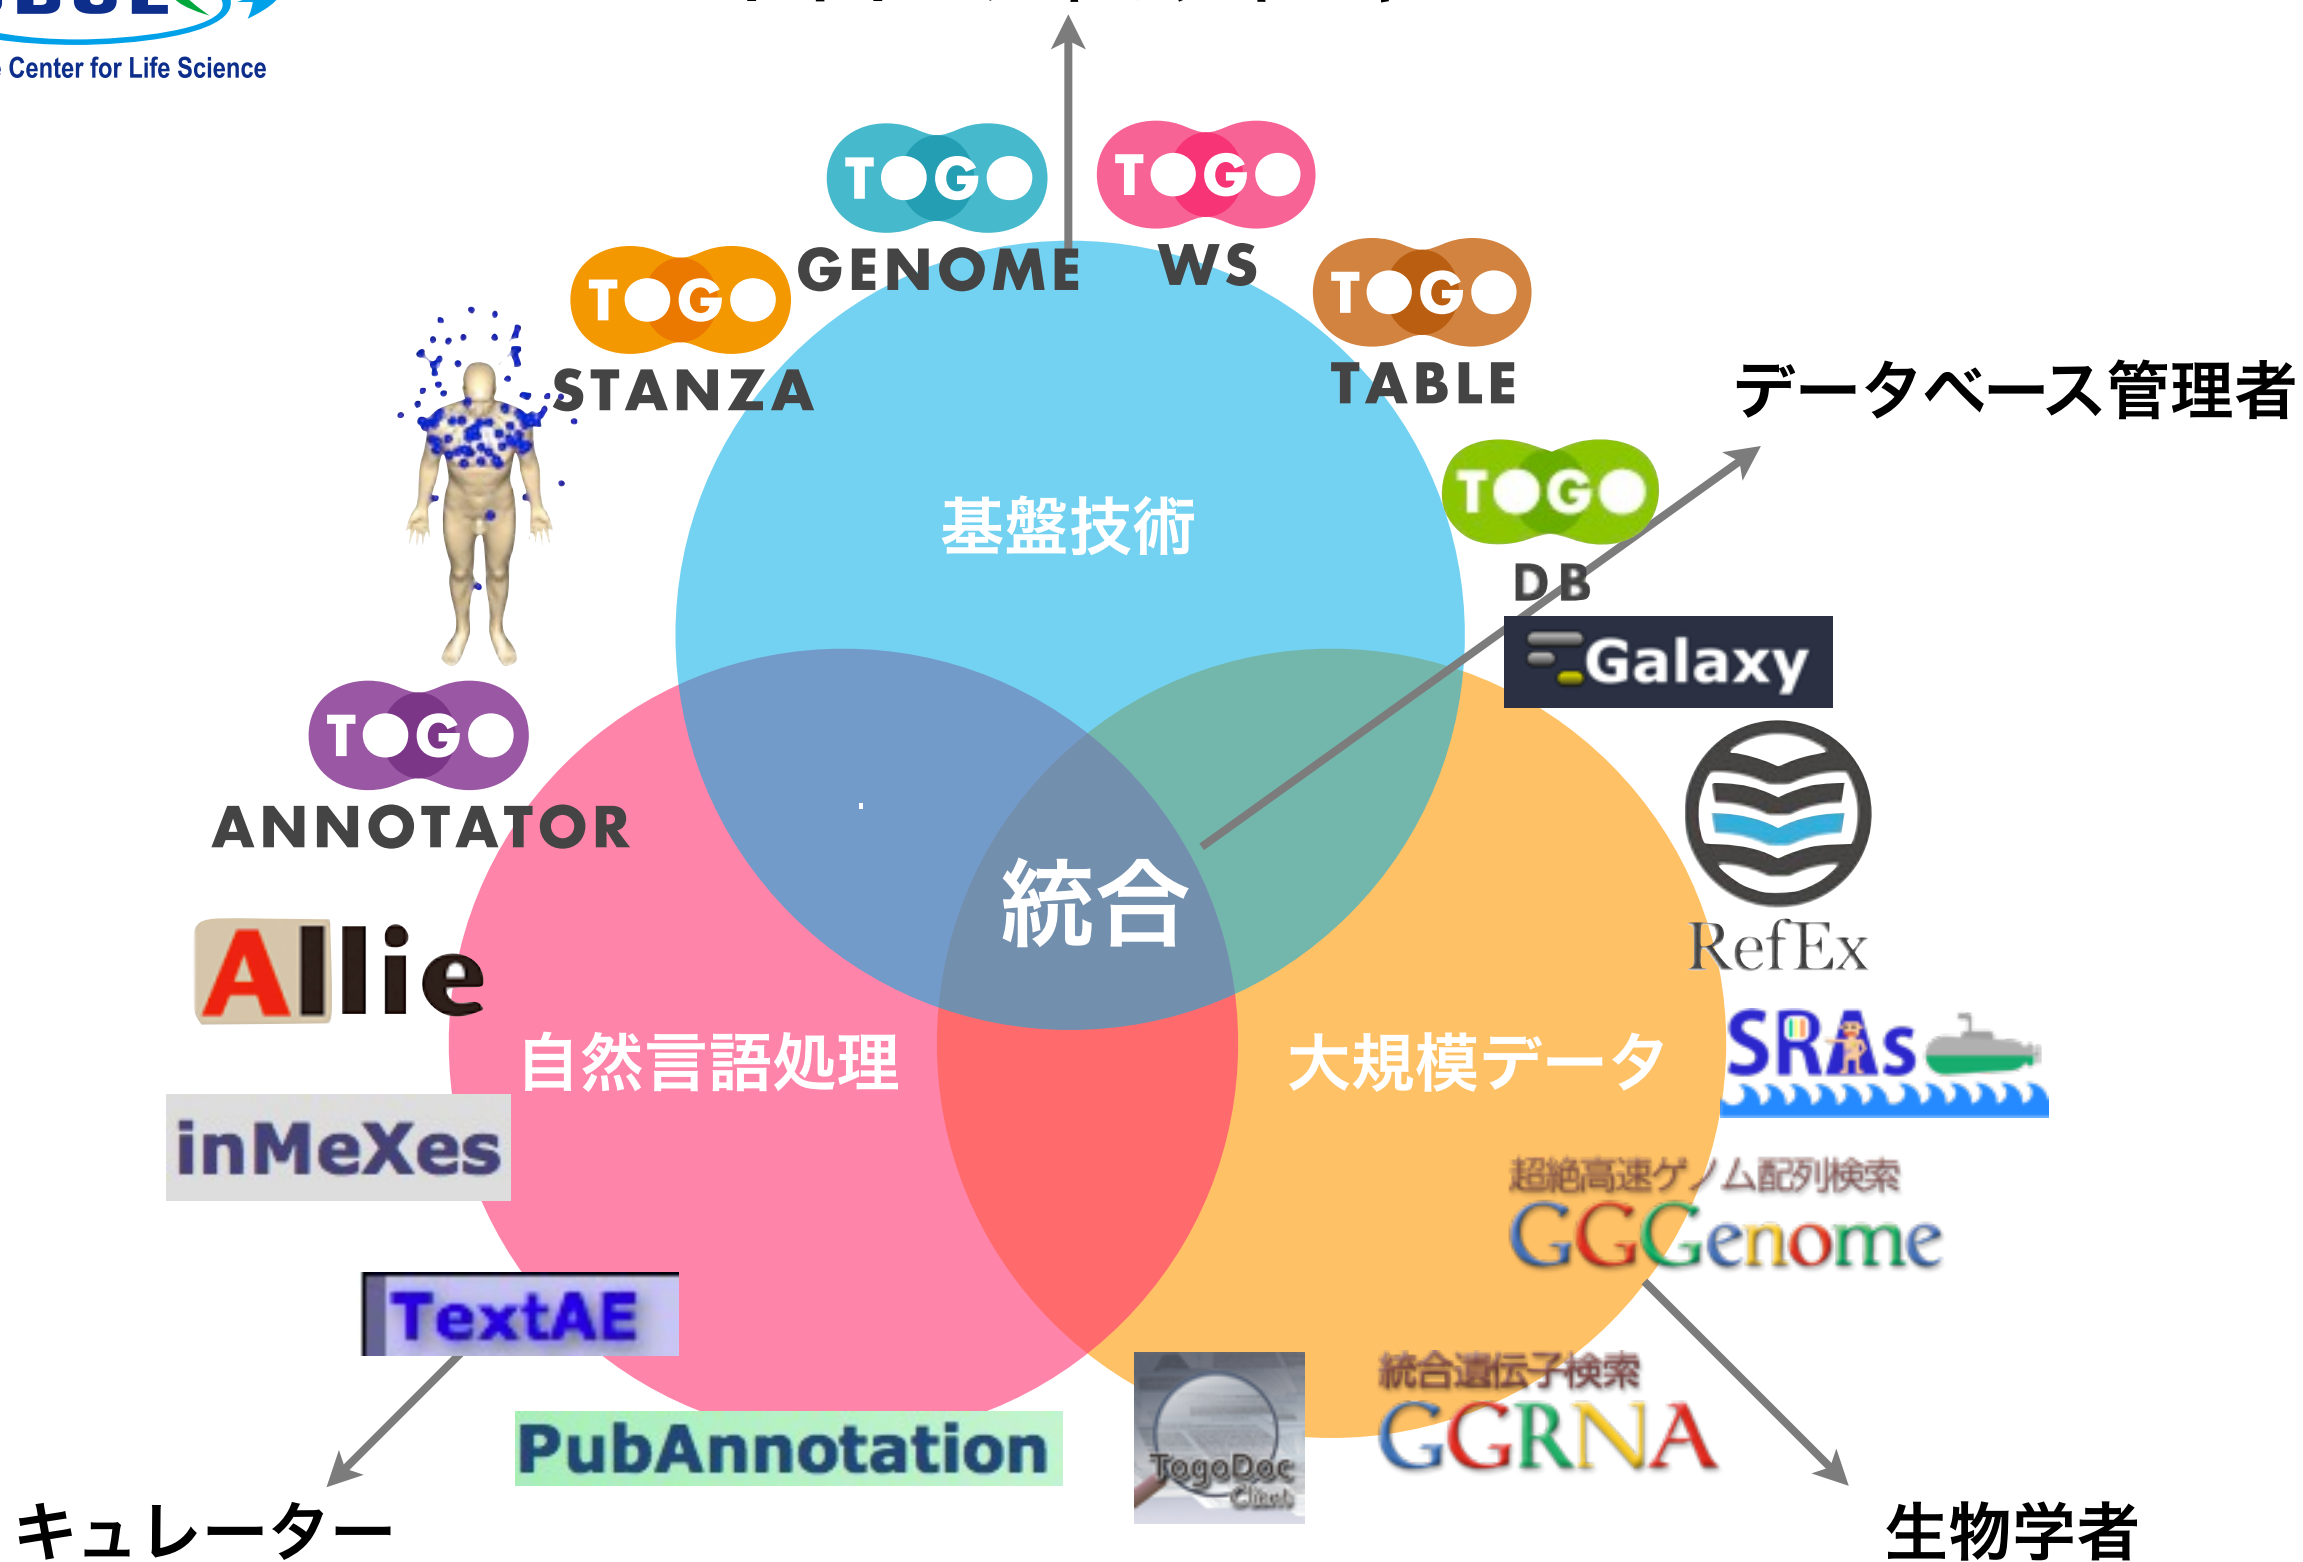 Center for Life Science
TOGO
GENOME
TOGO
WS
TOGO
STANZA
TOGO
TABLE
データベース管理者
TOGO
DB
基盤技術
Galaxy
TOGO
ANNOTATOR
RefEx
統合
Allie
自然言語処理
大規模データ
SRAs
inMeXes
超絶高速ゲノム配列検索
GGGenome
TextAE
統合遺伝子検索
GGRNA
PubAnnotation
TogoDoc
Client
キュレーター
生物学者